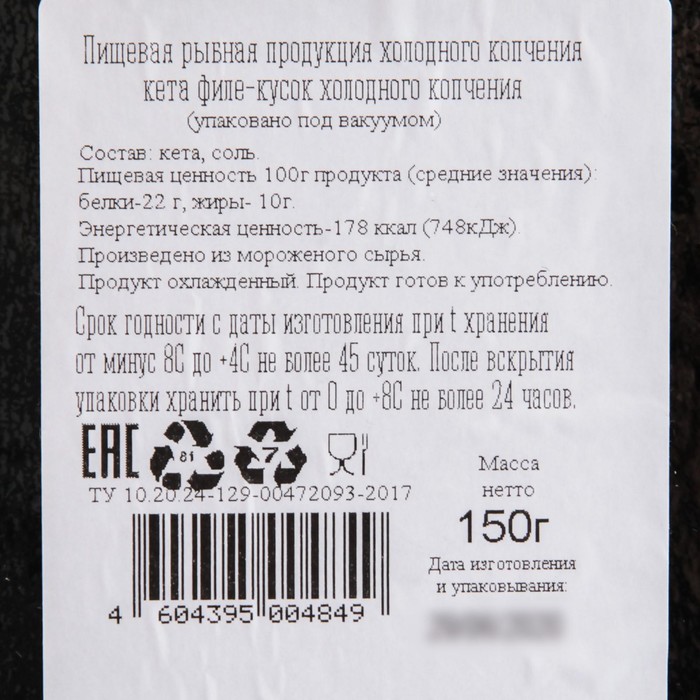 Пищевая рыбная продукция холодного копчения
кета филе-кусок холодного копчения
(упаковано под вакуумом)
Состав: кета, соль.
Пищевая ценность 100г продукта (средние значения):
белки-22 г, жиры- 10г.
Энергетическая ценность-178 ккал (748кДж).
Произведено из мороженого сырья.
Продукт охлажденный. Продукт готов к употреблению.
Срок годности с даты изготовления при t хранения
от минус 8С до +4С не более 45 суток. После вскрытия
упаковки хранить при t от 0 до +8С не более 24 часов.
EAC 81 7
ТУ 10.20.24-129-00472093-2017
4 604395 004849
Масса
нетто
150г
Дата изготовления
и упаковывания: